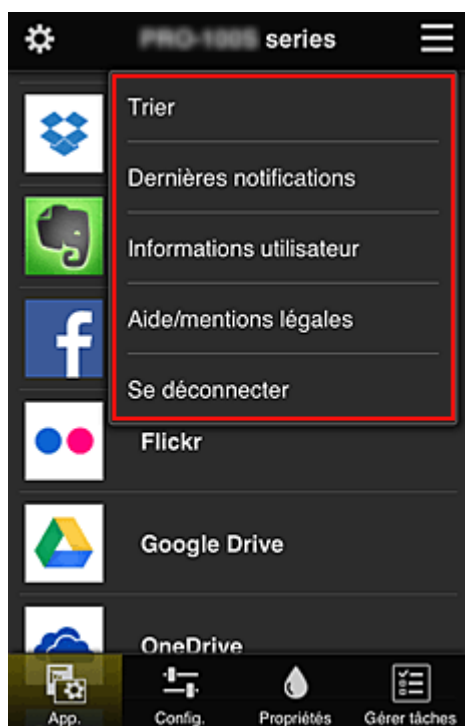 series
Trier
Dernières notifications
Informations utilisateur
Aide/mentions légales
Se déconnecter
Flickr
Google Drive
OneDrive
App.
Config.
Propriétés
Gérer tâches